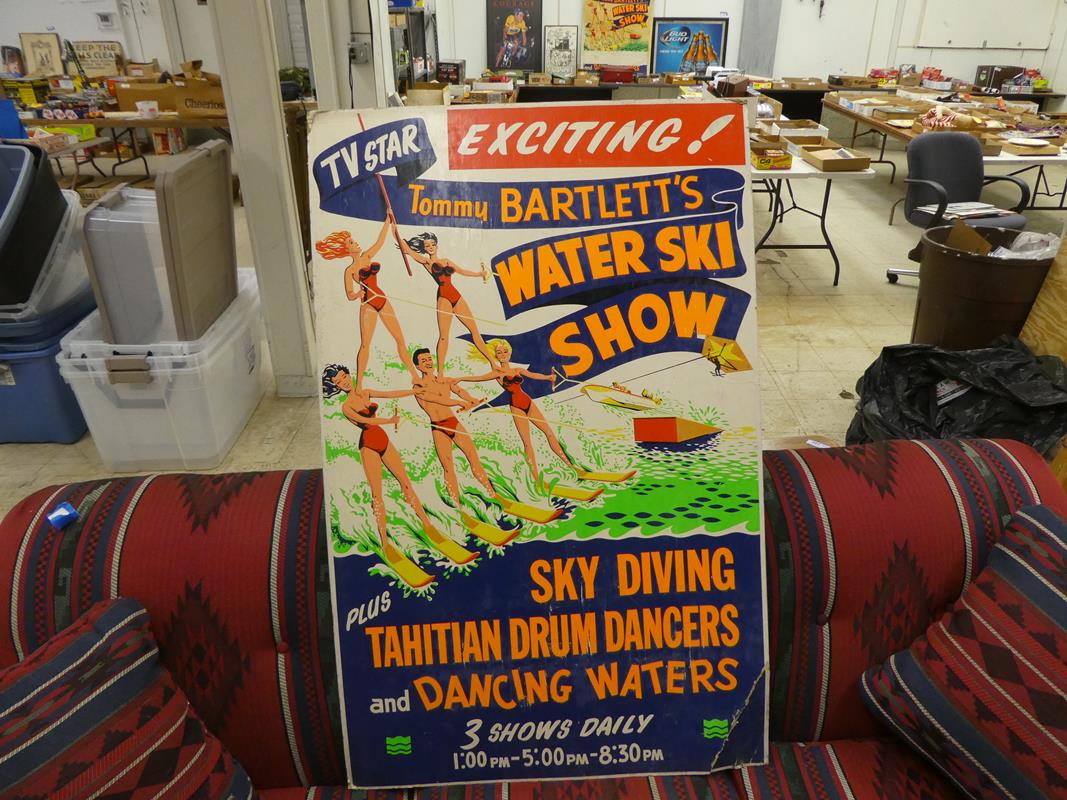 EXCITING!
TV STAR
Tommy BARTLETT'S
WATER SKI
SHOW
PLUS
SKY DIVING
TAHITIAN DRUM DANCERS
and DANCING WATERS
3 SHOWS DAILY
1:00 PM-5:00 PM-8:30 PM
COURAGE
WATER SKI
SHOW
BUD
LIGHT
KEEP THE
Cheerios
C4